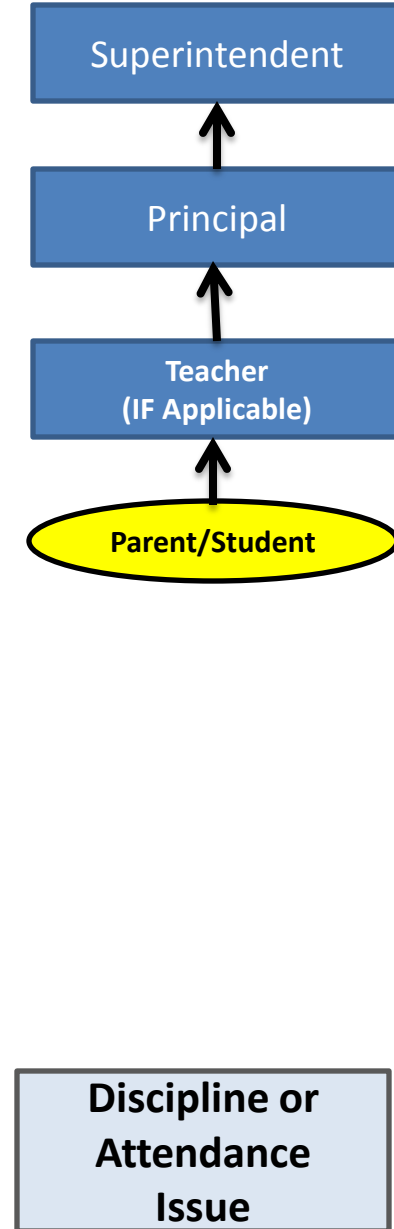 Superintendent
Principal
Teacher
(IF Applicable)
Parent/Student
Discipline or
Attendance
Issue